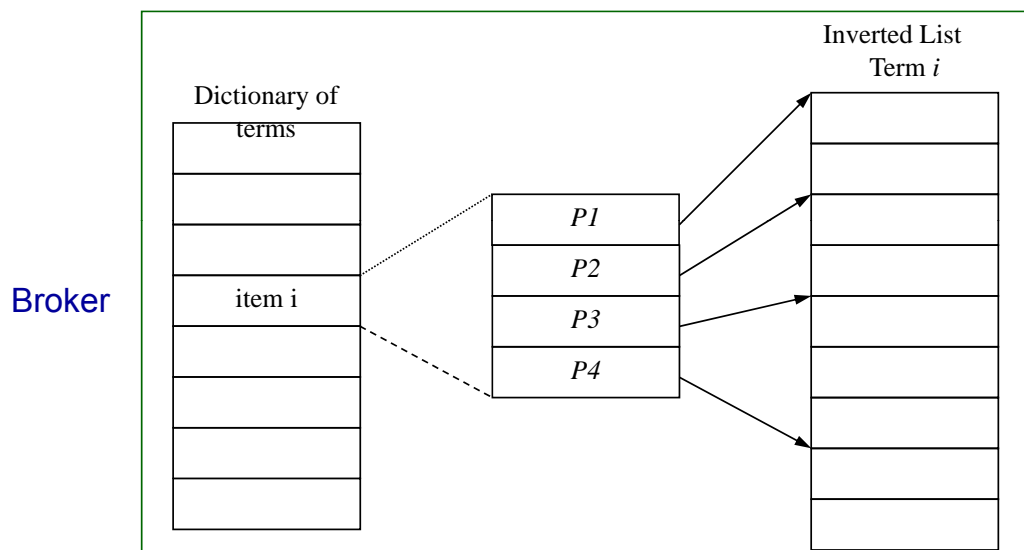 Inverted List
Term i
Dictionary of
terms
P1
P2
Broker
item i
P3
P4